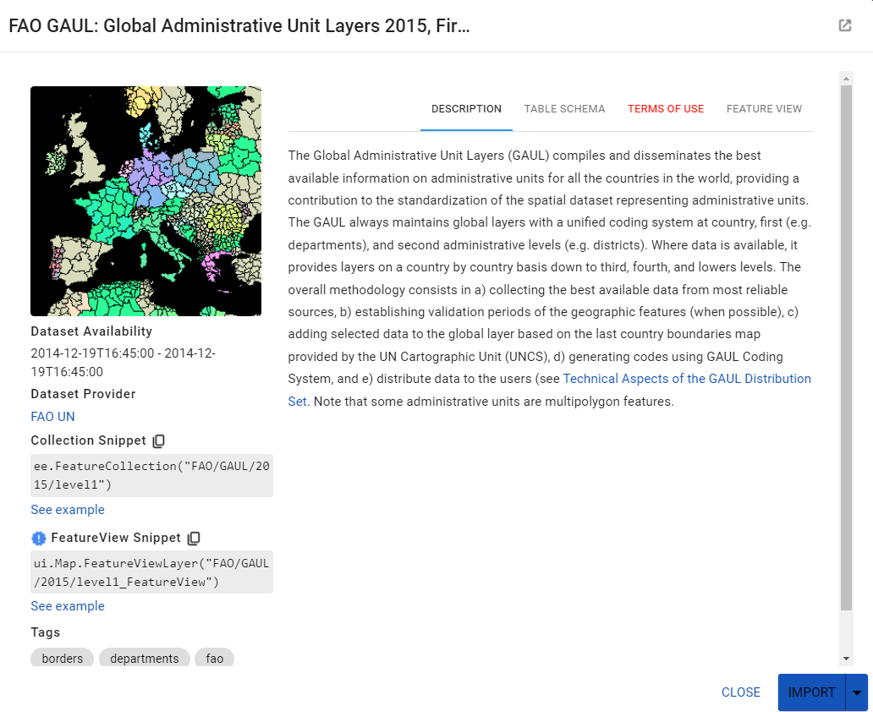 FAO GAUL: Global Administrative Unit Layers 2015, Fir...
DESCRIPTION TABLE SCHEMA TERMS OF USE FEATURE VIEW
The Global Administrative Unit Layers (GAUL) compiles and disseminates the best
available information on administrative units for all the countries in the world, providing a
contribution to the standardization of the spatial dataset representing administrative units.
The GAUL always maintains global layers with a unified coding system at country, first (e.g.
departments), and second administrative levels (e.g. districts). Where data is available, it
provides layers on a country by country basis down to third, fourth, and lowers levels. The
overall methodology consists in a) collecting the best available data from most reliable
sources, b) establishing validation periods of the geographic features (when possible), c)
adding selected data to the global layer based on the last country boundaries map
provided by the UN Cartographic Unit (UNCS), d) generating codes using GAUL Coding
System, and e) distribute data to the users (see Technical Aspects of the GAUL Distribution
Set. Note that some administrative units are multipolygon features.
Dataset Availability
2014-12-19T16:45:00 - 2014-12-
19T16:45:00
Dataset Provider
FAO UN
Collection Snippet
ee.FeatureCollection("FAO/GAUL/20
15/level1")
See example
FeatureView Snippet
ui.Map.FeatureViewLayer("FAO/GAUL
/2015/level1_FeatureView")
See example
Tags
borders departments fao
CLOSE IMPORT